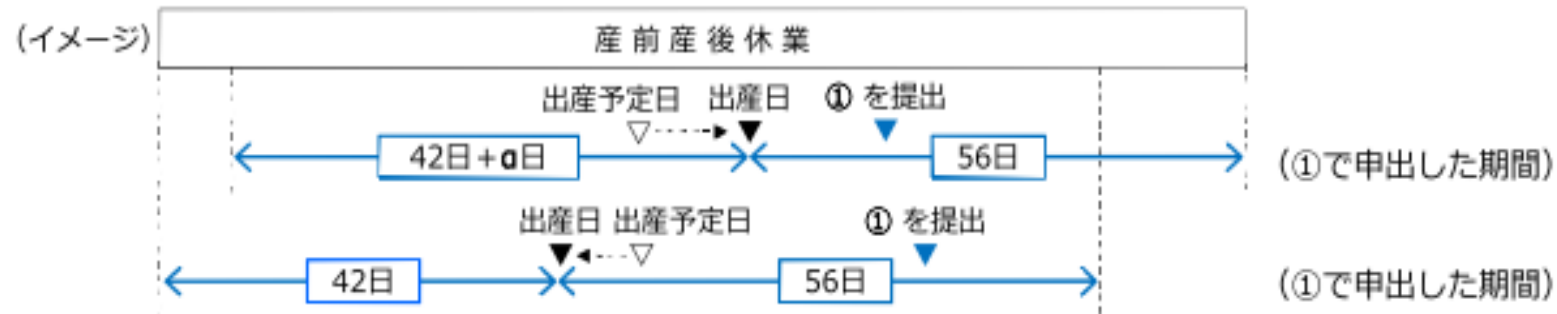 (イメージ) 産前産後休業
出産予定日 出産日 ① を提出
42日+α日 56日 (①で申出した期間)
出産日 出産予定日 ① を提出
42日 56日 (①で申出した期間)